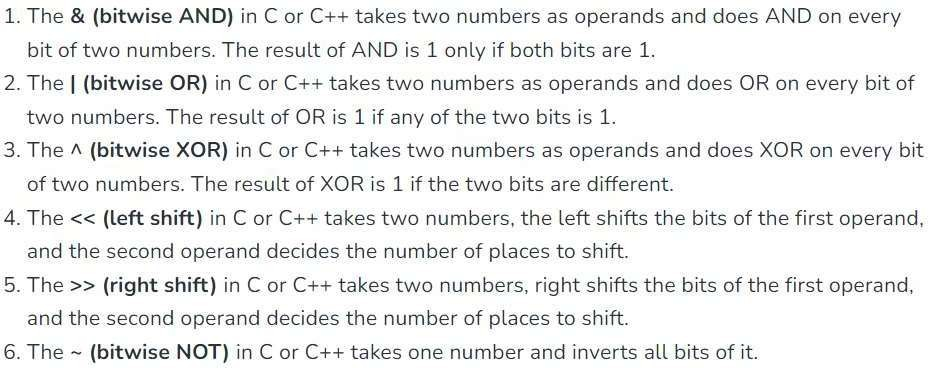 1. The & (bitwise AND) in C or C++ takes two numbers as operands and does AND on every
bit of two numbers. The result of AND is 1 only if both bits are 1.
2. The | (bitwise OR) in C or C++ takes two numbers as operands and does OR on every bit of
two numbers. The result of OR is 1 if any of the two bits is 1.
3. The ^ (bitwise XOR) in C or C++ takes two numbers as operands and does XOR on every bit
of two numbers. The result of XOR is 1 if the two bits are different.
4. The << (left shift) in C or C++ takes two numbers, the left shifts the bits of the first operand,
and the second operand decides the number of places to shift.
5. The >> (right shift) in C or C++ takes two numbers, right shifts the bits of the first operand,
and the second operand decides the number of places to shift.
6. The ~ (bitwise NOT) in C or C++ takes one number and inverts all bits of it.